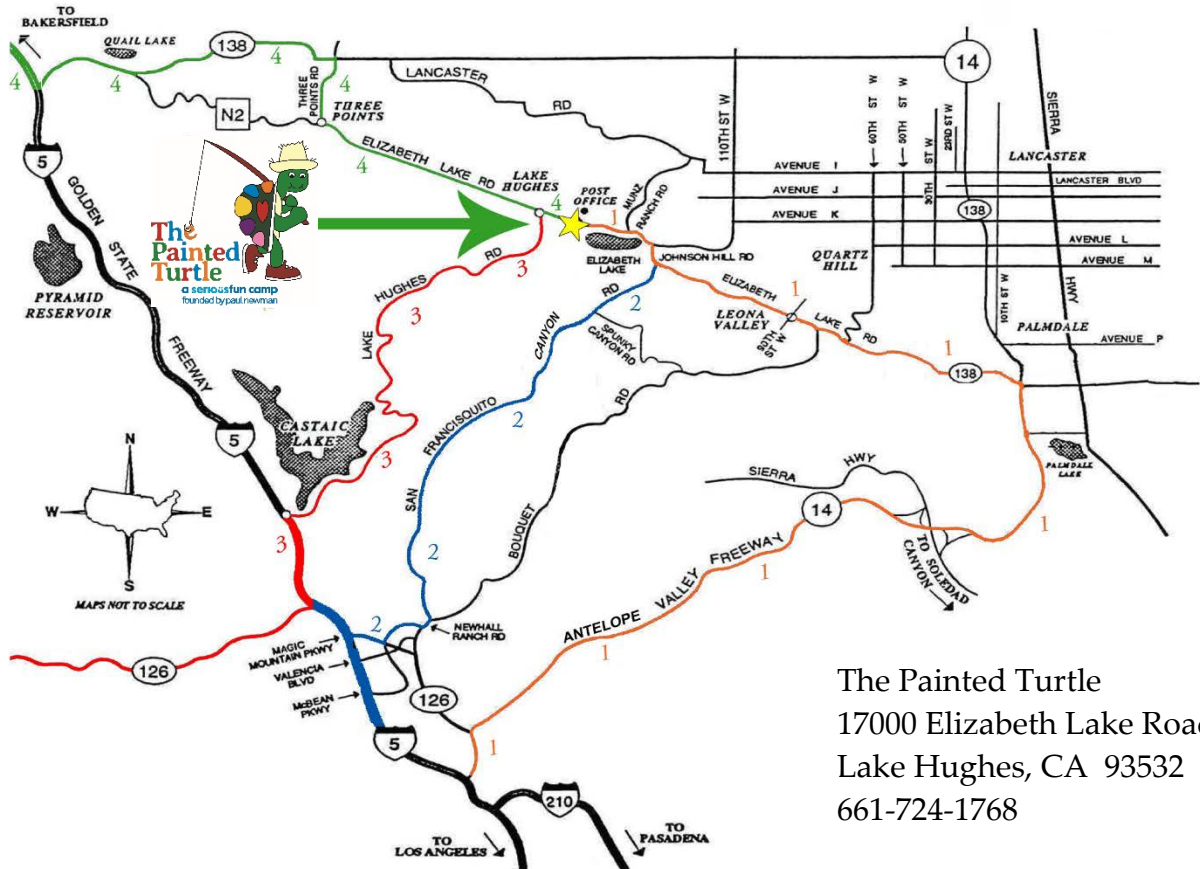 TO
BAKERSFIELD
QUAIL LAKE
138
14
4
4
4
4
LANCASTER
RD
THREE
POINTS RD
N2
THREE
POINTS
110TH ST W
60TH ST W
50TH ST W
30TH ST W
23RD ST W
SIERRA
HWY
5
GOLDEN
STATE
FREEWAY
ELIZABETH
LAKE RD
4
LAKE
HUGHES
4
POST
OFFICE
1
MUNZ
RANCH RD
AVENUE I
AVENUE J
AVENUE K
AVENUE L
AVENUE M
LANCASTER
LANCASTER BLVD
138
10TH ST W
The
Painted
Turtle
a seriousfun camp
founded by paul newman
PYRAMID
RESERVOIR
LAKE
HUGHES
RD
3
3
3
ELIZABETH
LAKE
JOHNSON HILL RD
QUARTZ
HILL
ELIZABETH
LAKE
RD
1
LEONA
VALLEY
90TH
ST W
1
138
PALMDALE
AVENUE P
SAN
FRANCISQUITO
CANYON
RD
2
2
2
SPUNKY
CANYON RD
BOUQUET
RD
CASTAIC
LAKE
5
PALMDALE
LAKE
SIERRA
HWY
14
TO SOLEDAD
CANYON
1
N
W
E
S
MAPS NOT TO SCALE
3
ANTELOPE
VALLEY
FREEWAY
1
1
2
NEWHALL
RANCH RD
MAGIC
MOUNTAIN PKWY
VALENCIA
BLVD
McBEAN
PKWY
126
126
1
5
210
TO
LOS ANGELES
TO
PASADENA
The Painted Turtle
17000 Elizabeth Lake Road
Lake Hughes, CA 93532
661-724-1768